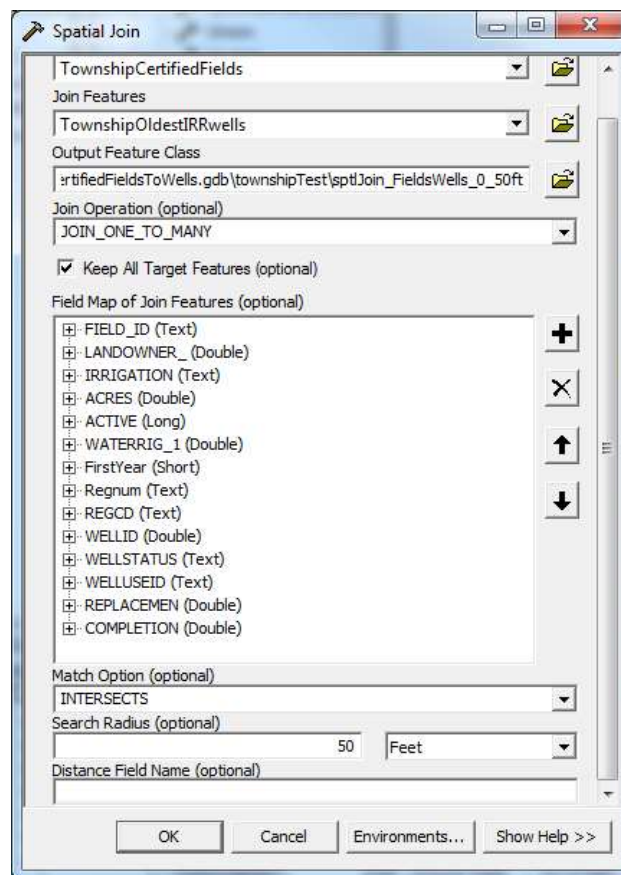 Spatial Join
TownshipCertifiedFields
Join Features
TownshipOldestIRRwells
Output Feature Class
ertifiedFieldsToWells.gdb\townshipTest\sptlJoin_FieldsWells_0_50ft
Join Operation (optional)
JOIN_ONE_TO_MANY
Keep All Target Features (optional)
Field Map of Join Features (optional)
FIELD_ID (Text)
LANDOWNER_ (Double)
IRRIGATION (Text)
ACRES (Double)
ACTIVE (Long)
WATERRIG_1 (Double)
FirstYear (Short)
Regnum (Text)
REGCD (Text)
WELLID (Double)
WELLSTATUS (Text)
WELLUSEID (Text)
REPLACEMEN (Double)
COMPLETION (Double)
Match Option (optional)
INTERSECTS
Search Radius (optional)
50 Feet
Distance Field Name (optional)
OK Cancel Environments... Show Help >>